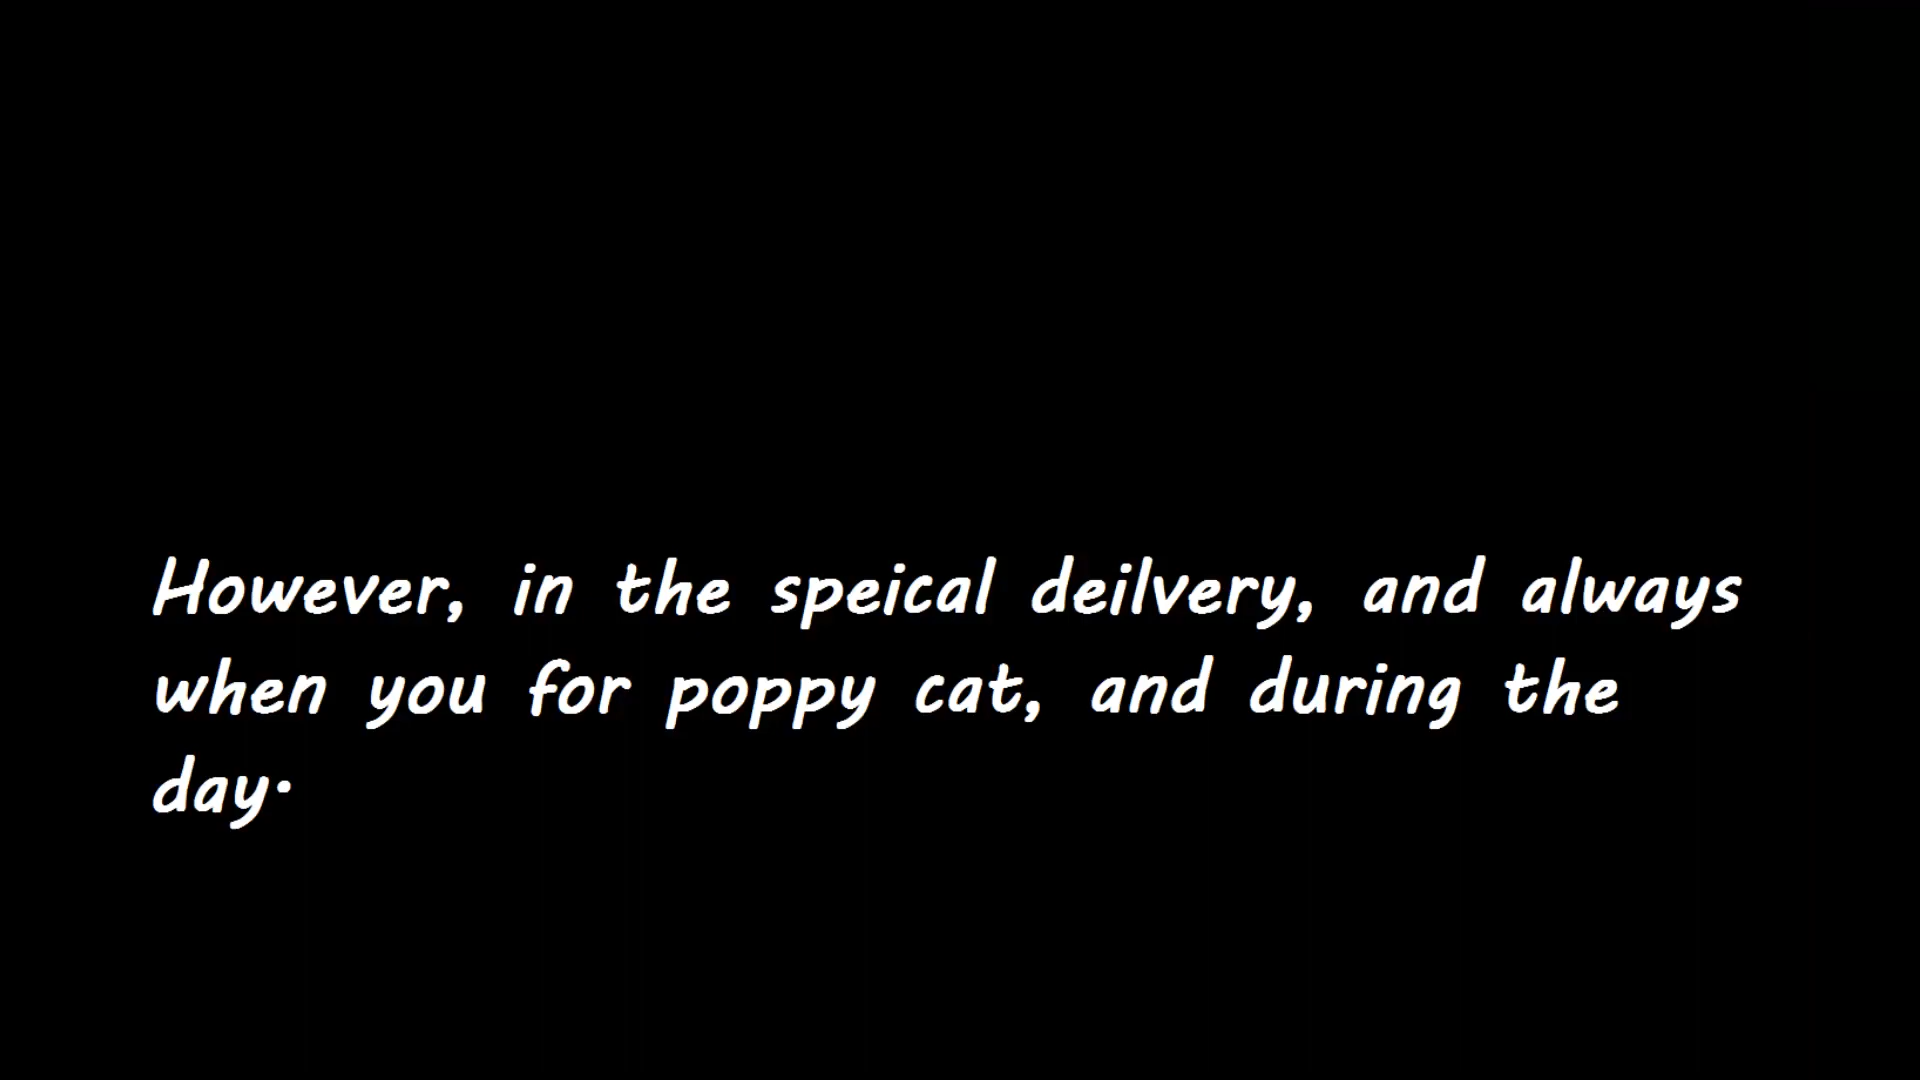 However, in the speical deilvery, and always
when you for poppy cat, and during the
day.